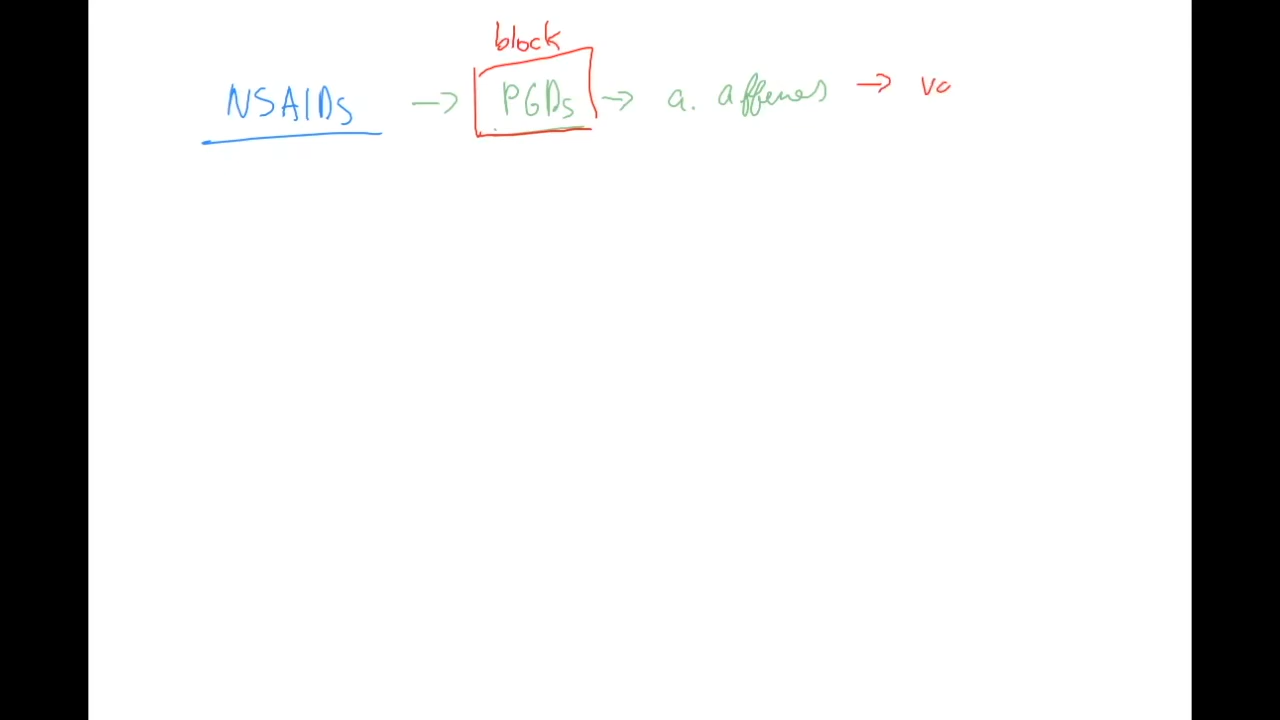 block
NSAIDs → PGDs → a. afferens → va